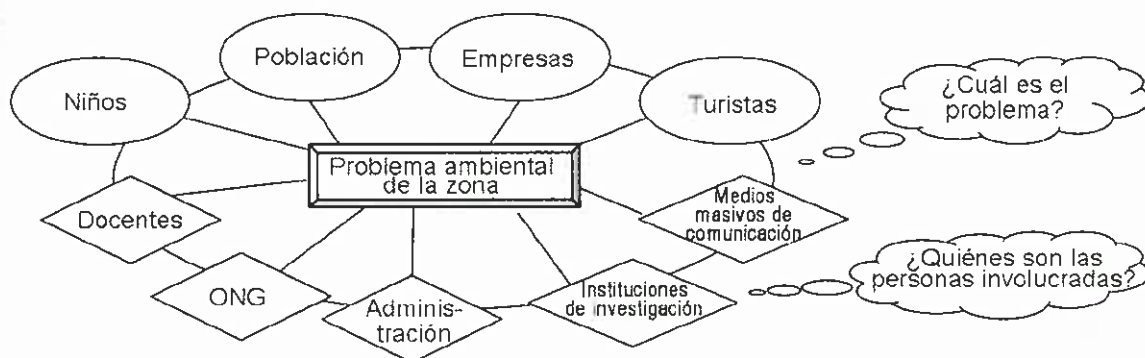 Población
Empresas
Niños
Turistas
¿Cuál es el
problema?
Problema ambiental
de la zona
Docentes
Medios
masivos de
comunicación
ONG
Adminis-
tración
Instituciones
de investigación
¿Quiénes son las
personas involucradas?